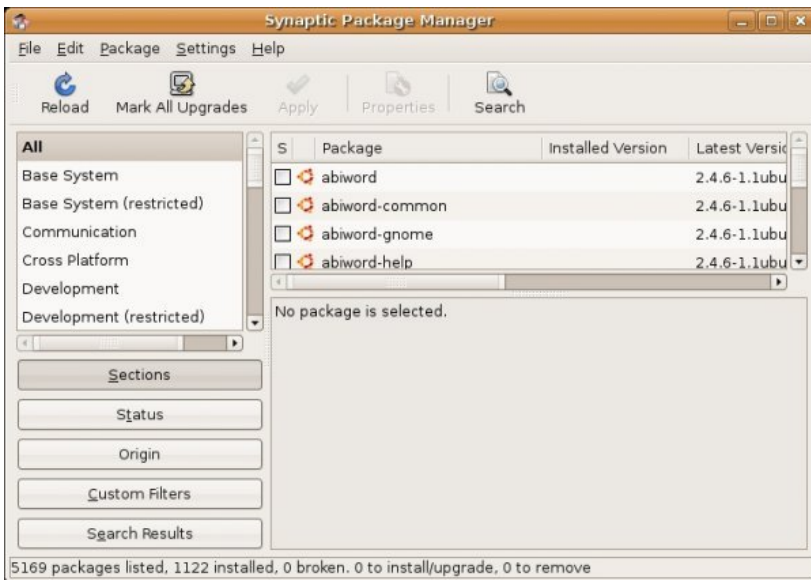 Synaptic Package Manager
File Edit Package Settings Help
Reload Mark All Upgrades Apply Properties Search
All
Base System
Base System (restricted)
Communication
Cross Platform
Development
Development (restricted)
Sections
Status
Origin
Custom Filters
Search Results
S Package Installed Version Latest Versic
abiword 2.4.6-1.1ubu
abiword-common 2.4.6-1.1ubu
abiword-gnome 2.4.6-1.1ubu
abiword-help 2.4.6-1.1ubu
No package is selected.
5169 packages listed, 1122 installed, 0 broken. 0 to install/upgrade, 0 to remove